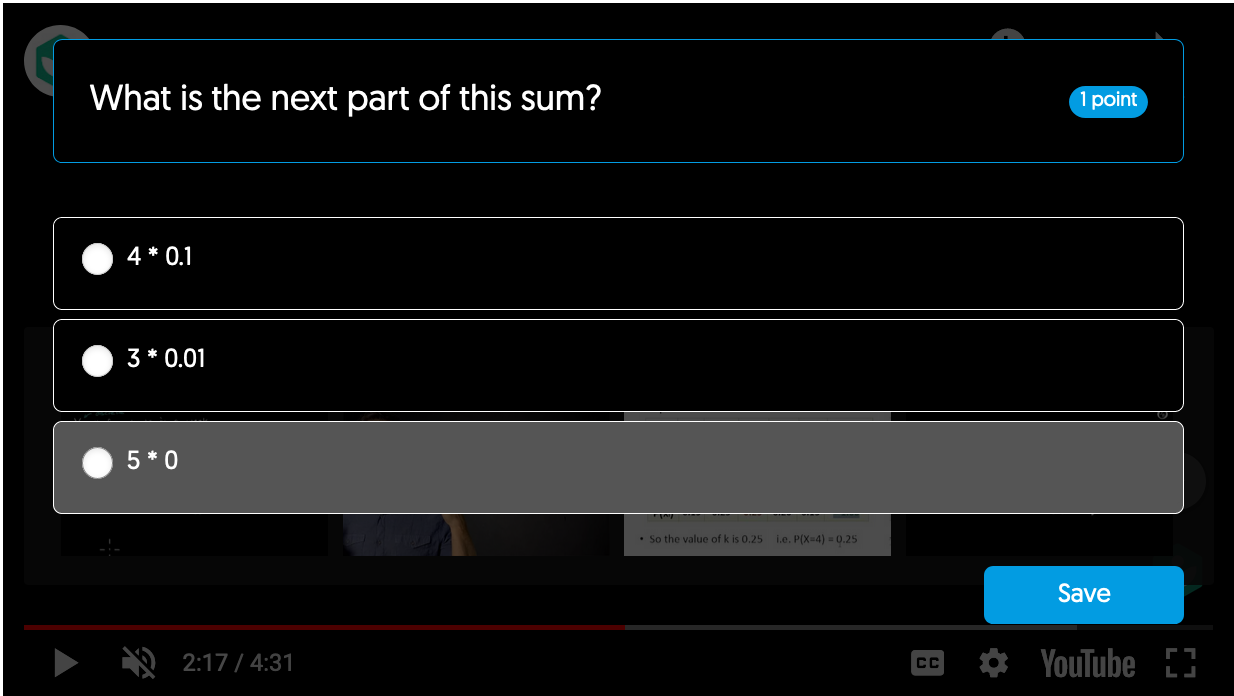 What is the next part of this sum?
1 point
4 * 0.1
3 * 0.01
5 * 0
• So the value of k is 0.25 i.e. P(X=4) = 0.25
Save
2:17 / 4:31
CC
YouTube